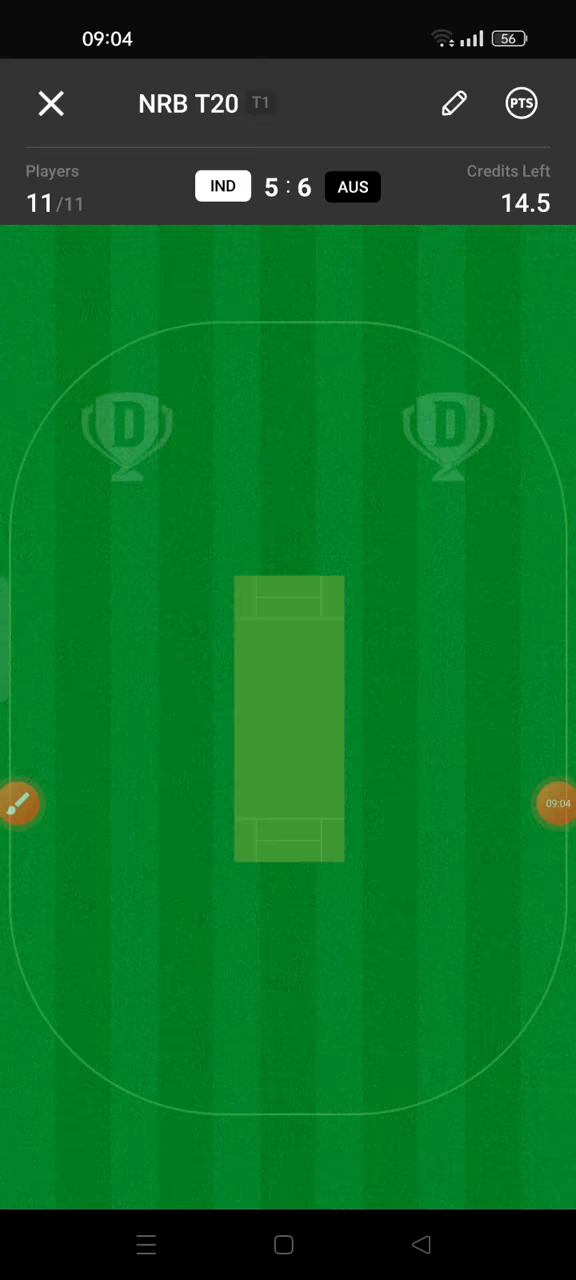 09:04
56
NRB T20 T1
PTS
Players
Credits Left
11/11
IND 5 : 6 AUS
14.5
D D
09:04